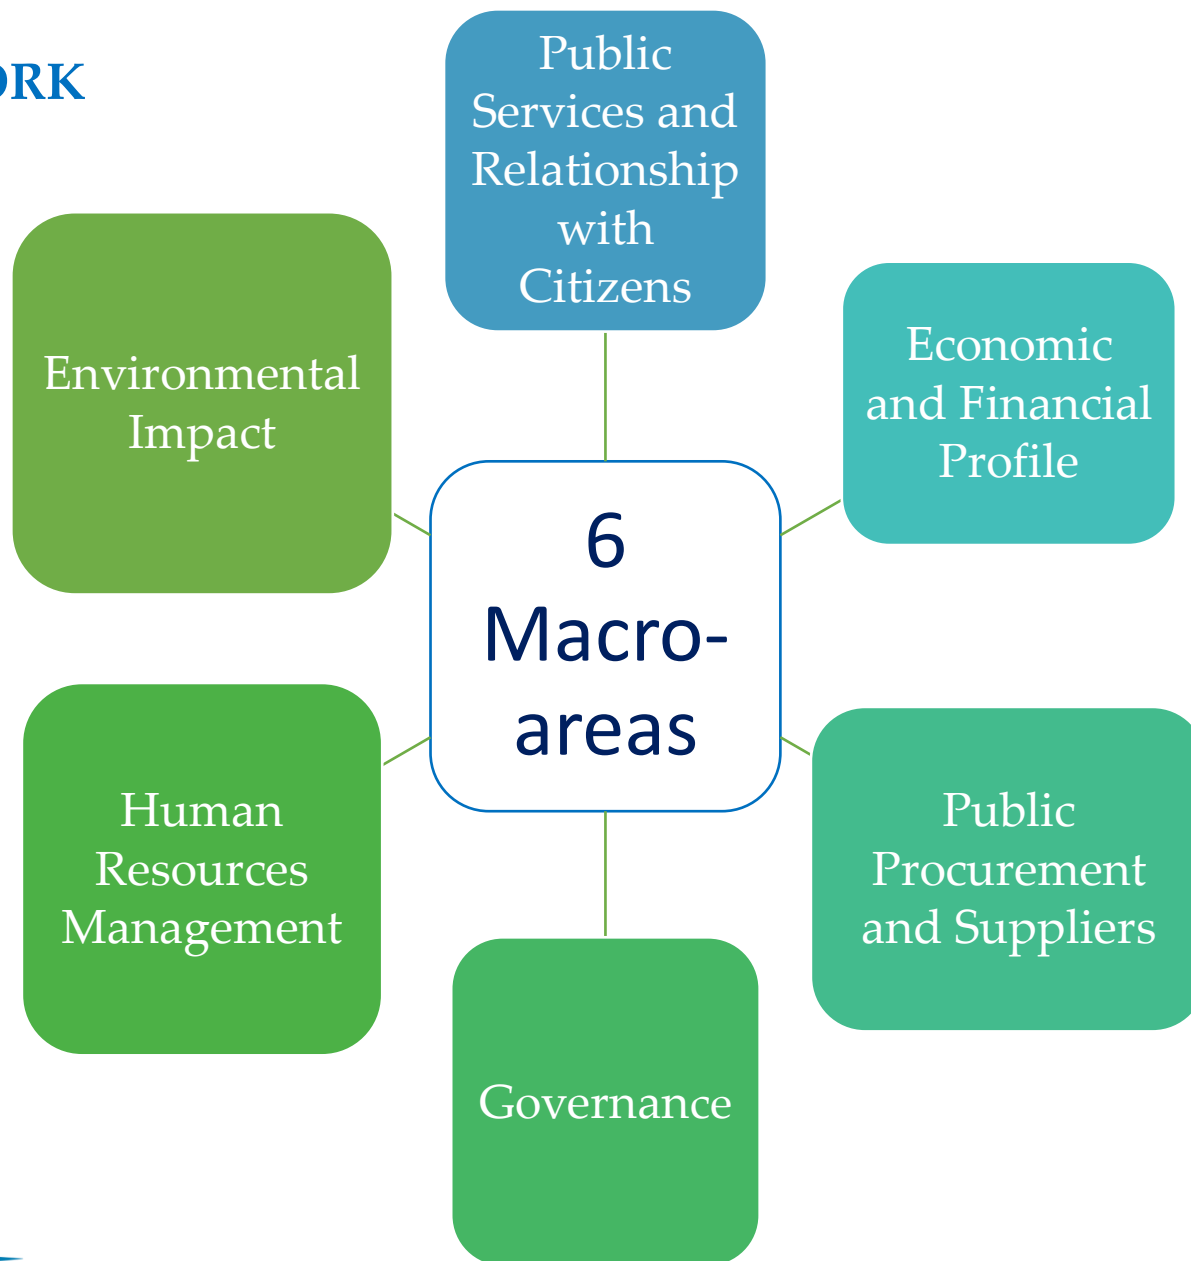 Public
Services and
Relationship
with
Citizens
Economic
and Financial
Profile
Public
Procurement
and Suppliers
Governance
Human
Resources
Management
Environmental
Impact
6
Macro-
areas